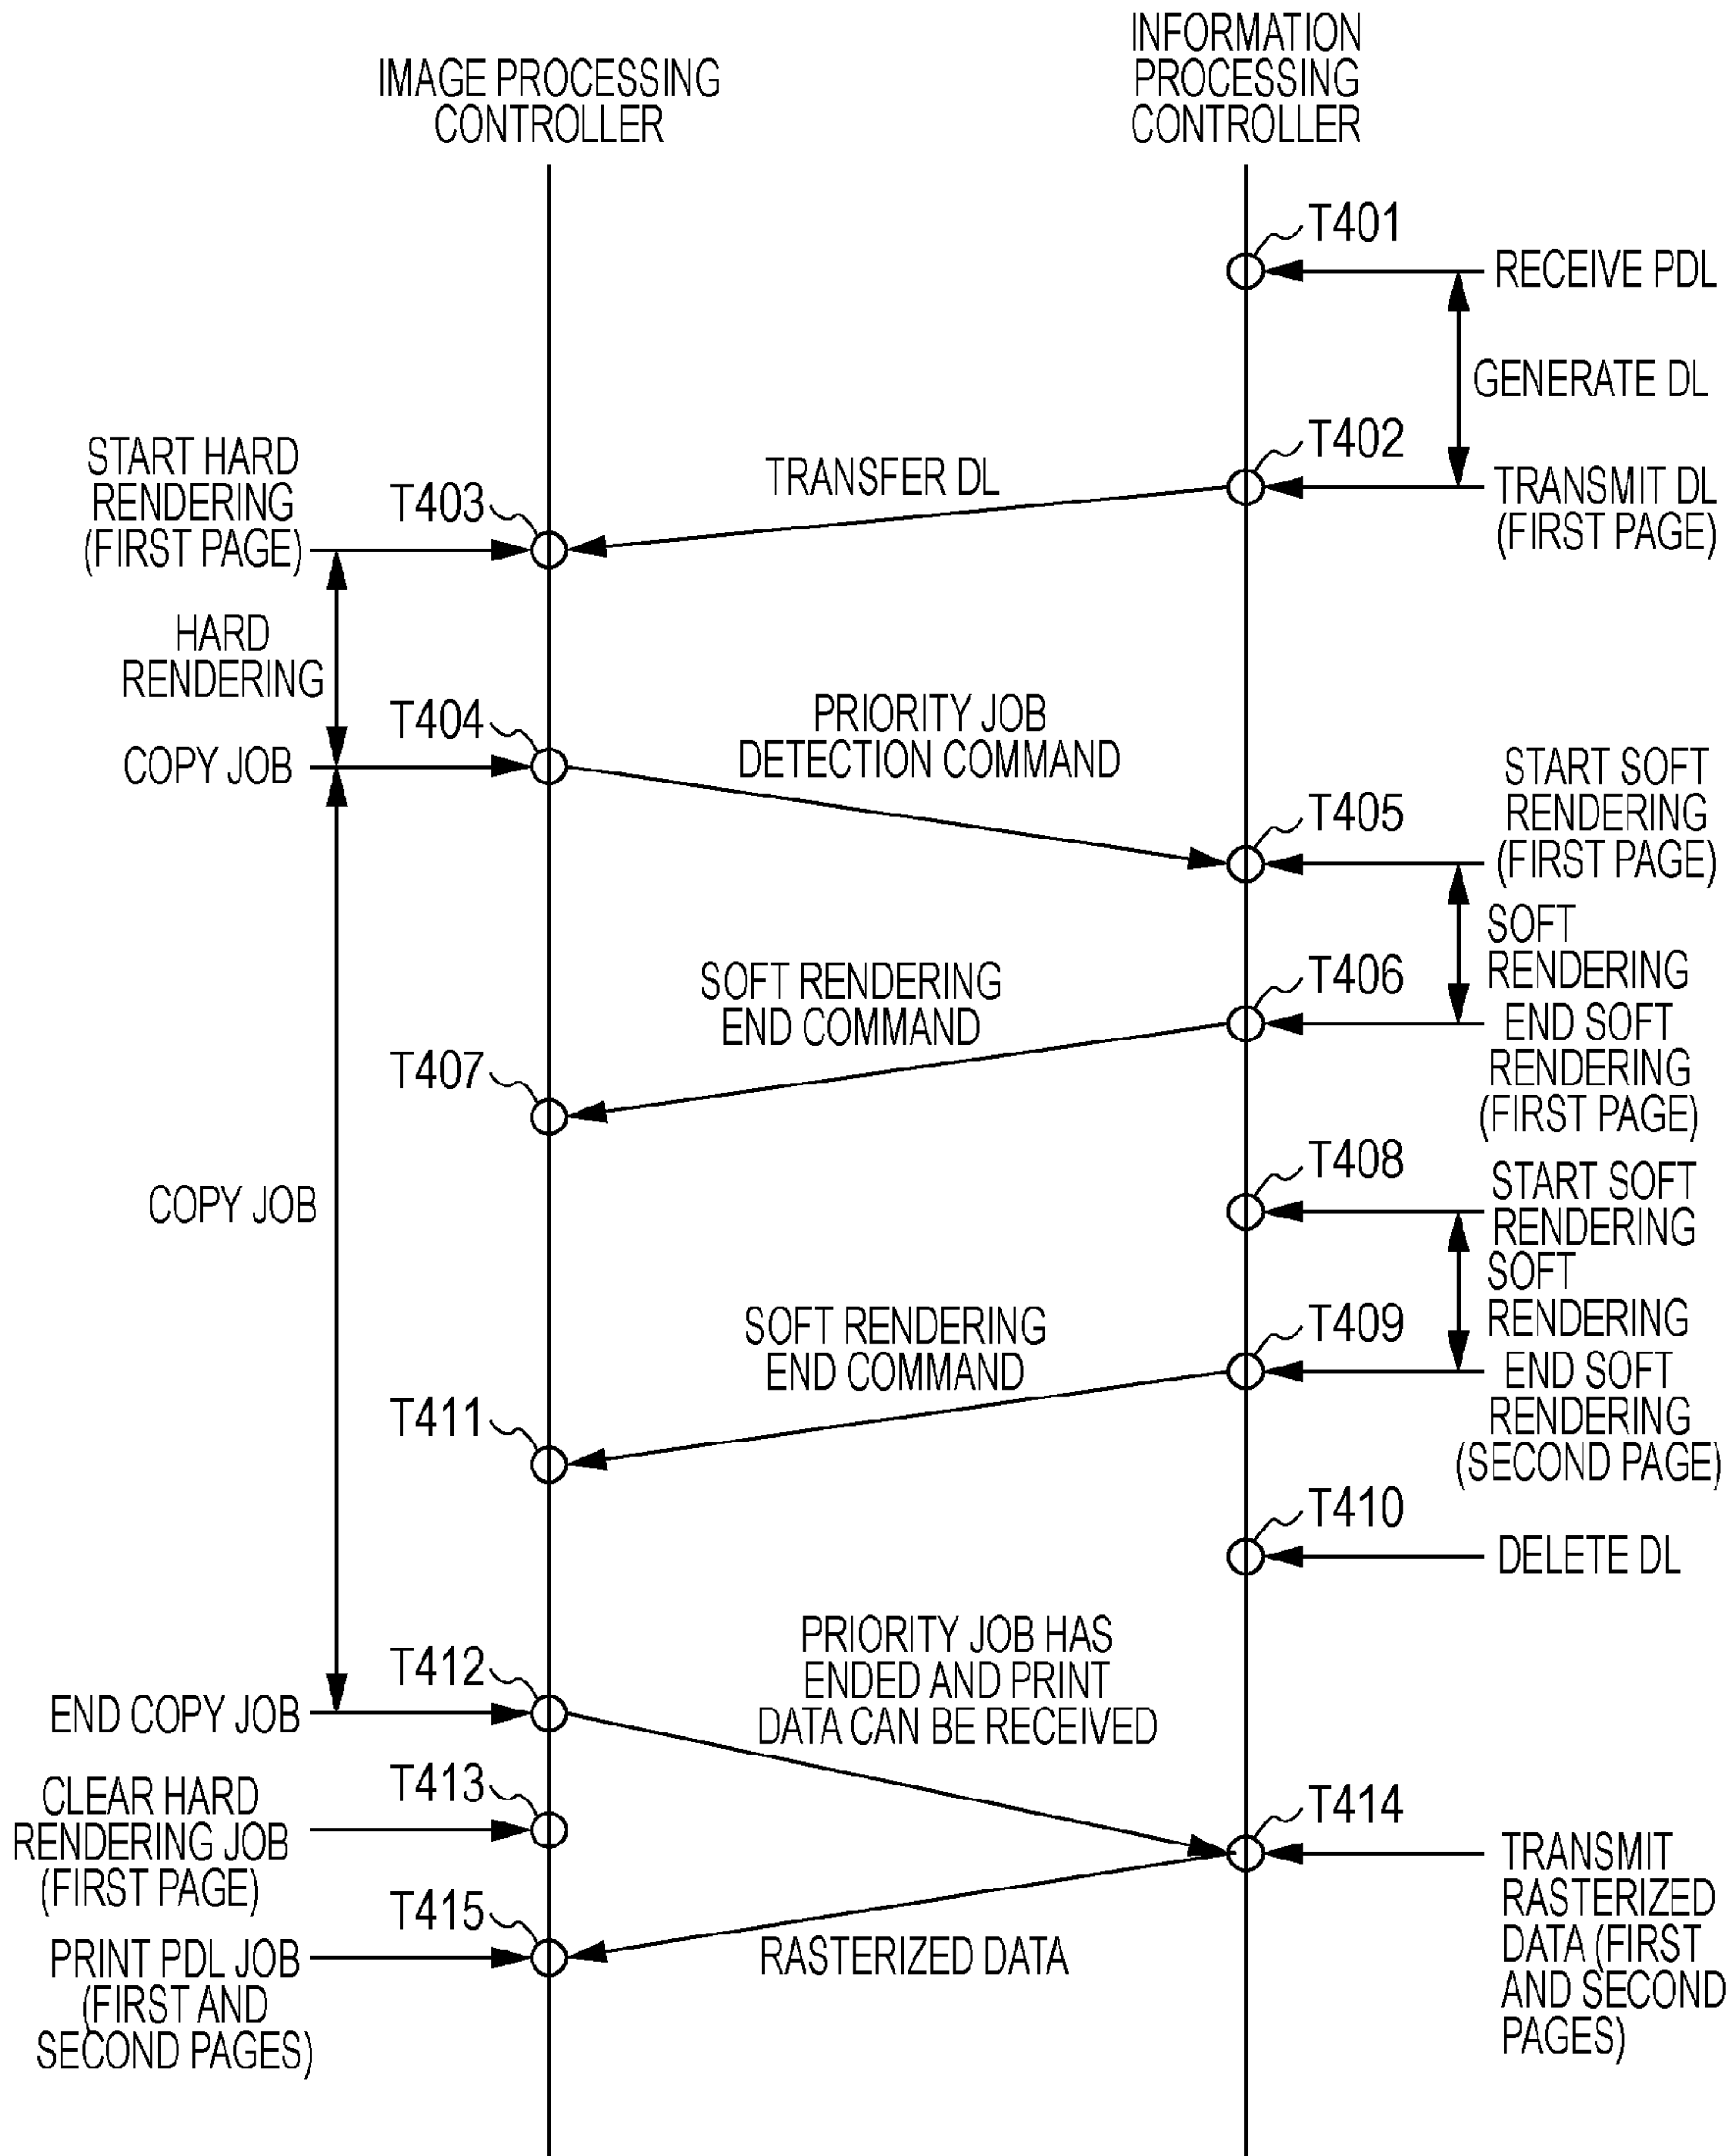 IMAGE PROCESSING
CONTROLLER
INFORMATION
PROCESSING
CONTROLLER
T401
RECEIVE PDL
GENERATE DL
T402
TRANSMIT DL
(FIRST PAGE)
TRANSFER DL
START HARD
RENDERING
(FIRST PAGE)
T403
HARD
RENDERING
T404
COPY JOB
PRIORITY JOB
DETECTION COMMAND
T405
START SOFT
RENDERING
(FIRST PAGE)
SOFT
RENDERING
T406
END SOFT
RENDERING
(FIRST PAGE)
SOFT RENDERING
END COMMAND
T407
T408
START SOFT
RENDERING
COPY JOB
SOFT
RENDERING
T409
END SOFT
RENDERING
(SECOND PAGE)
SOFT RENDERING
END COMMAND
T411
T410
DELETE DL
PRIORITY JOB HAS
ENDED AND PRINT
DATA CAN BE RECEIVED
T412
END COPY JOB
T413
CLEAR HARD
RENDERING JOB
(FIRST PAGE)
T414
TRANSMIT
RASTERIZED
DATA (FIRST
AND SECOND
PAGES)
T415
RASTERIZED DATA
PRINT PDL JOB
(FIRST AND
SECOND PAGES)